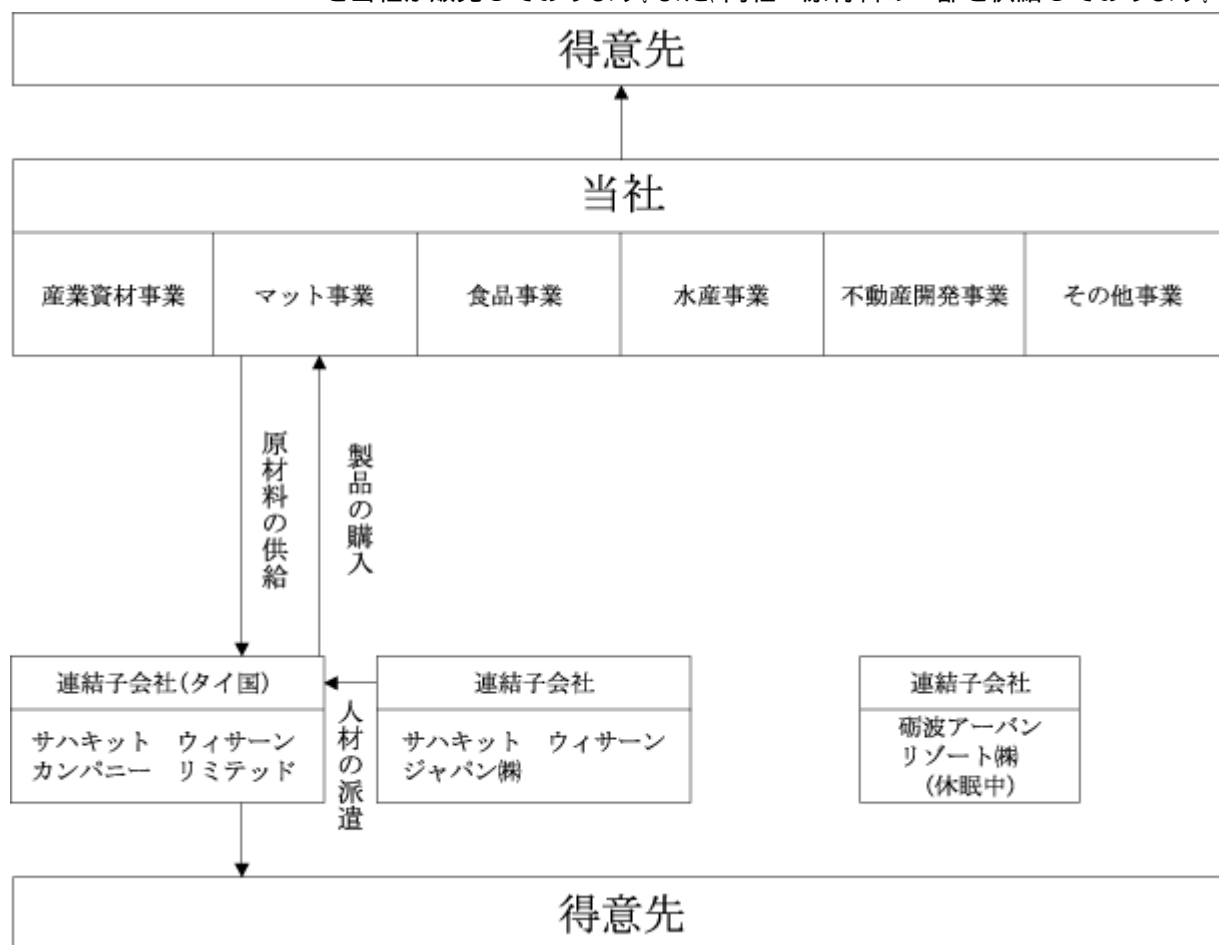 得意先
当社
産業資材事業
マット事業
食品事業
水産事業
不動産開発事業
その他事業
原材料の供給
製品の購入
連結子会社(タイ国)
サハキット　ウィサーン
カンパニー　リミテッド
人材の派遣
連結子会社
サハキット　ウィサーン
ジャパン㈱
連結子会社
砺波アーバン
リゾート㈱
(休眠中)
得意先